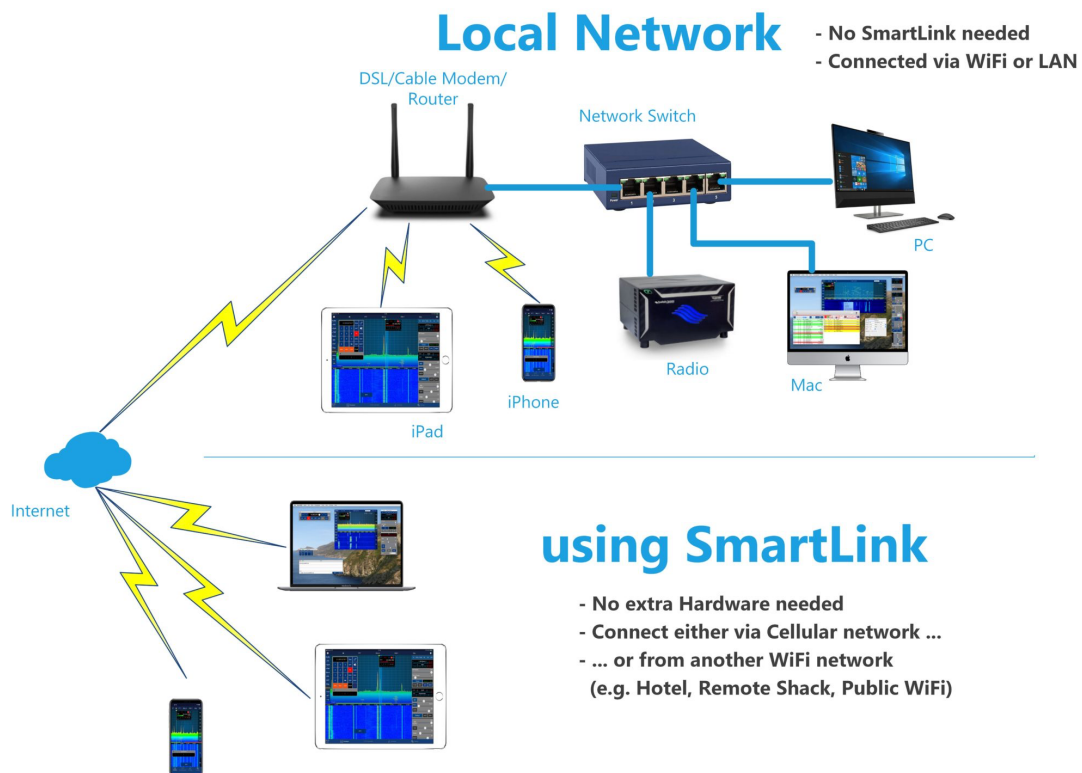 Local Network
- No SmartLink needed
- Connected via WiFi or LAN
DSL/Cable Modem/
Router
Network Switch
PC
Radio
Mac
iPhone
iPad
Internet
using SmartLink
- No extra Hardware needed
- Connect either via Cellular network ...
- ... or from another WiFi network
(e.g. Hotel, Remote Shack, Public WiFi)